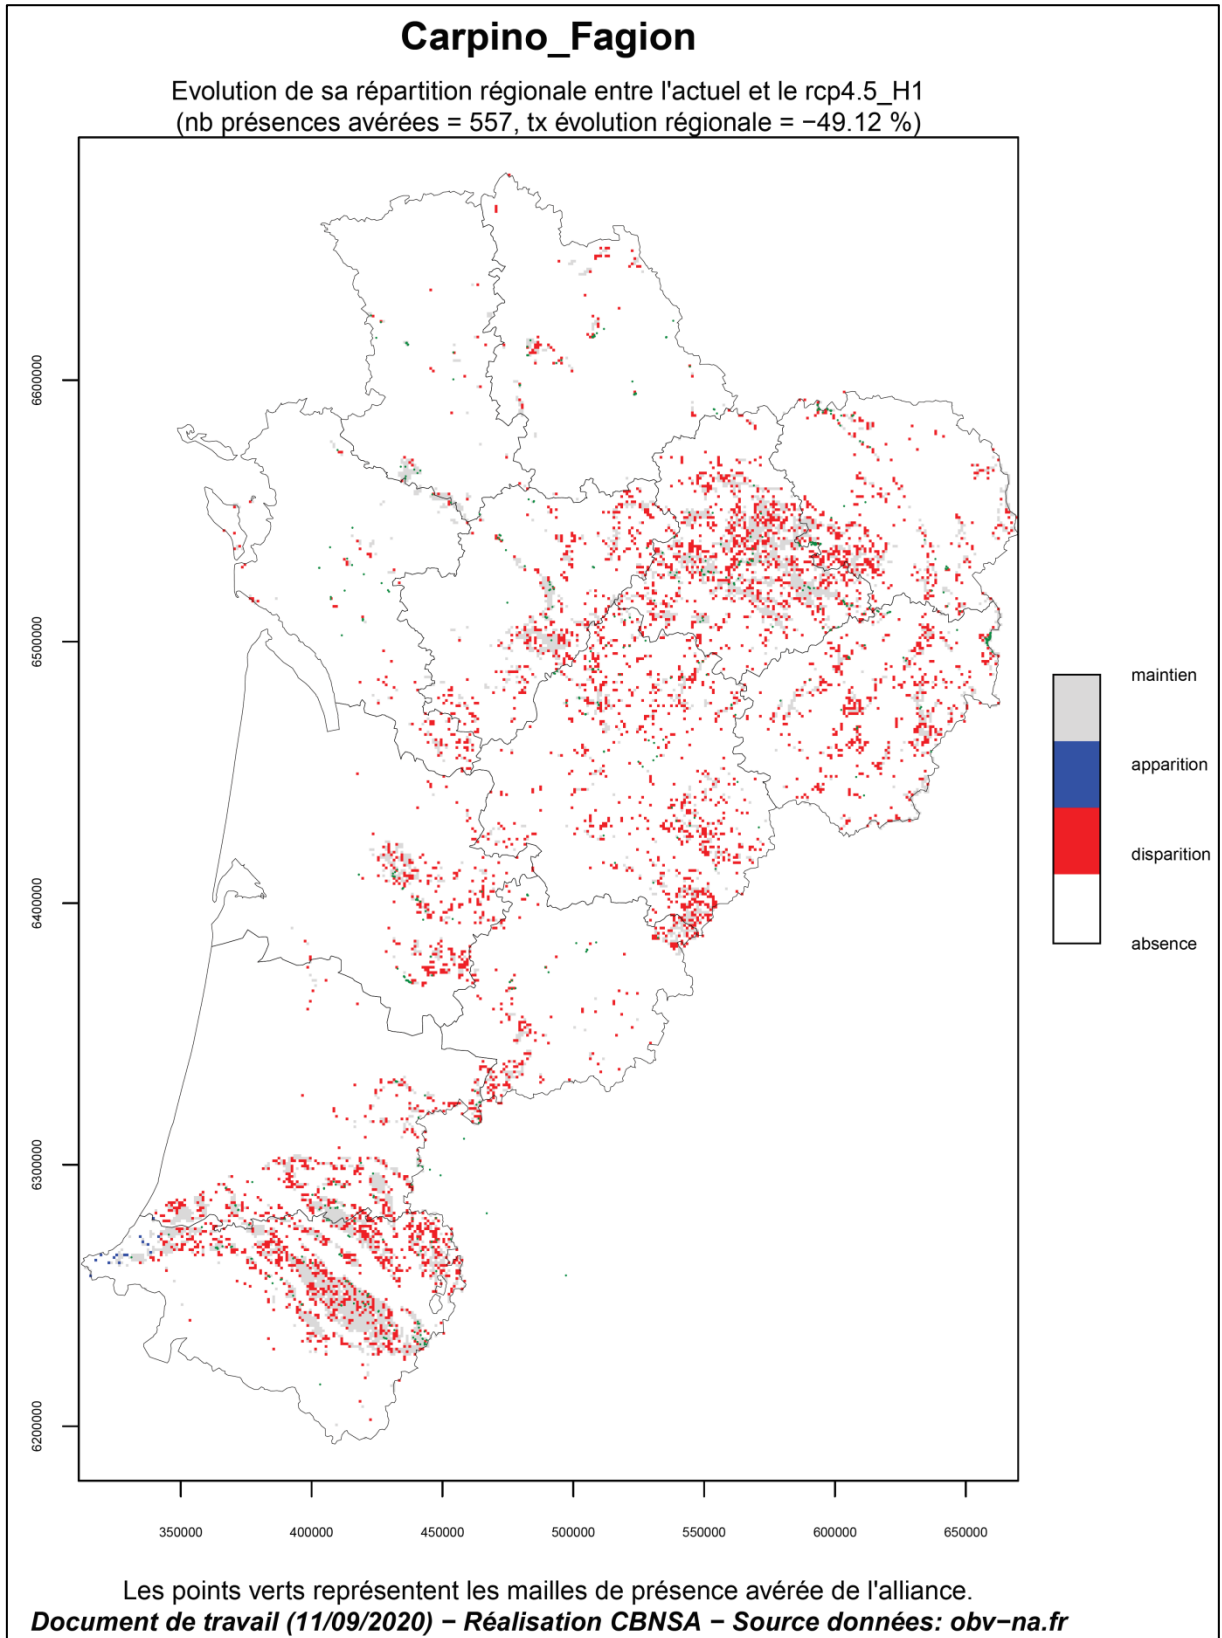 Carpino_Fagion
Evolution de sa répartition régionale entre l'actuel et le rcp4.5_H1
(nb présences avérées = 557, tx évolution régionale = −49.12 %)
6600000
6500000
6400000
6300000
6200000
maintien
apparition
disparition
absence
350000 400000 450000 500000 550000 600000 650000
Les points verts représentent les mailles de présence avérée de l'alliance.
Document de travail (11/09/2020) − Réalisation CBNSA − Source données: obv−na.fr